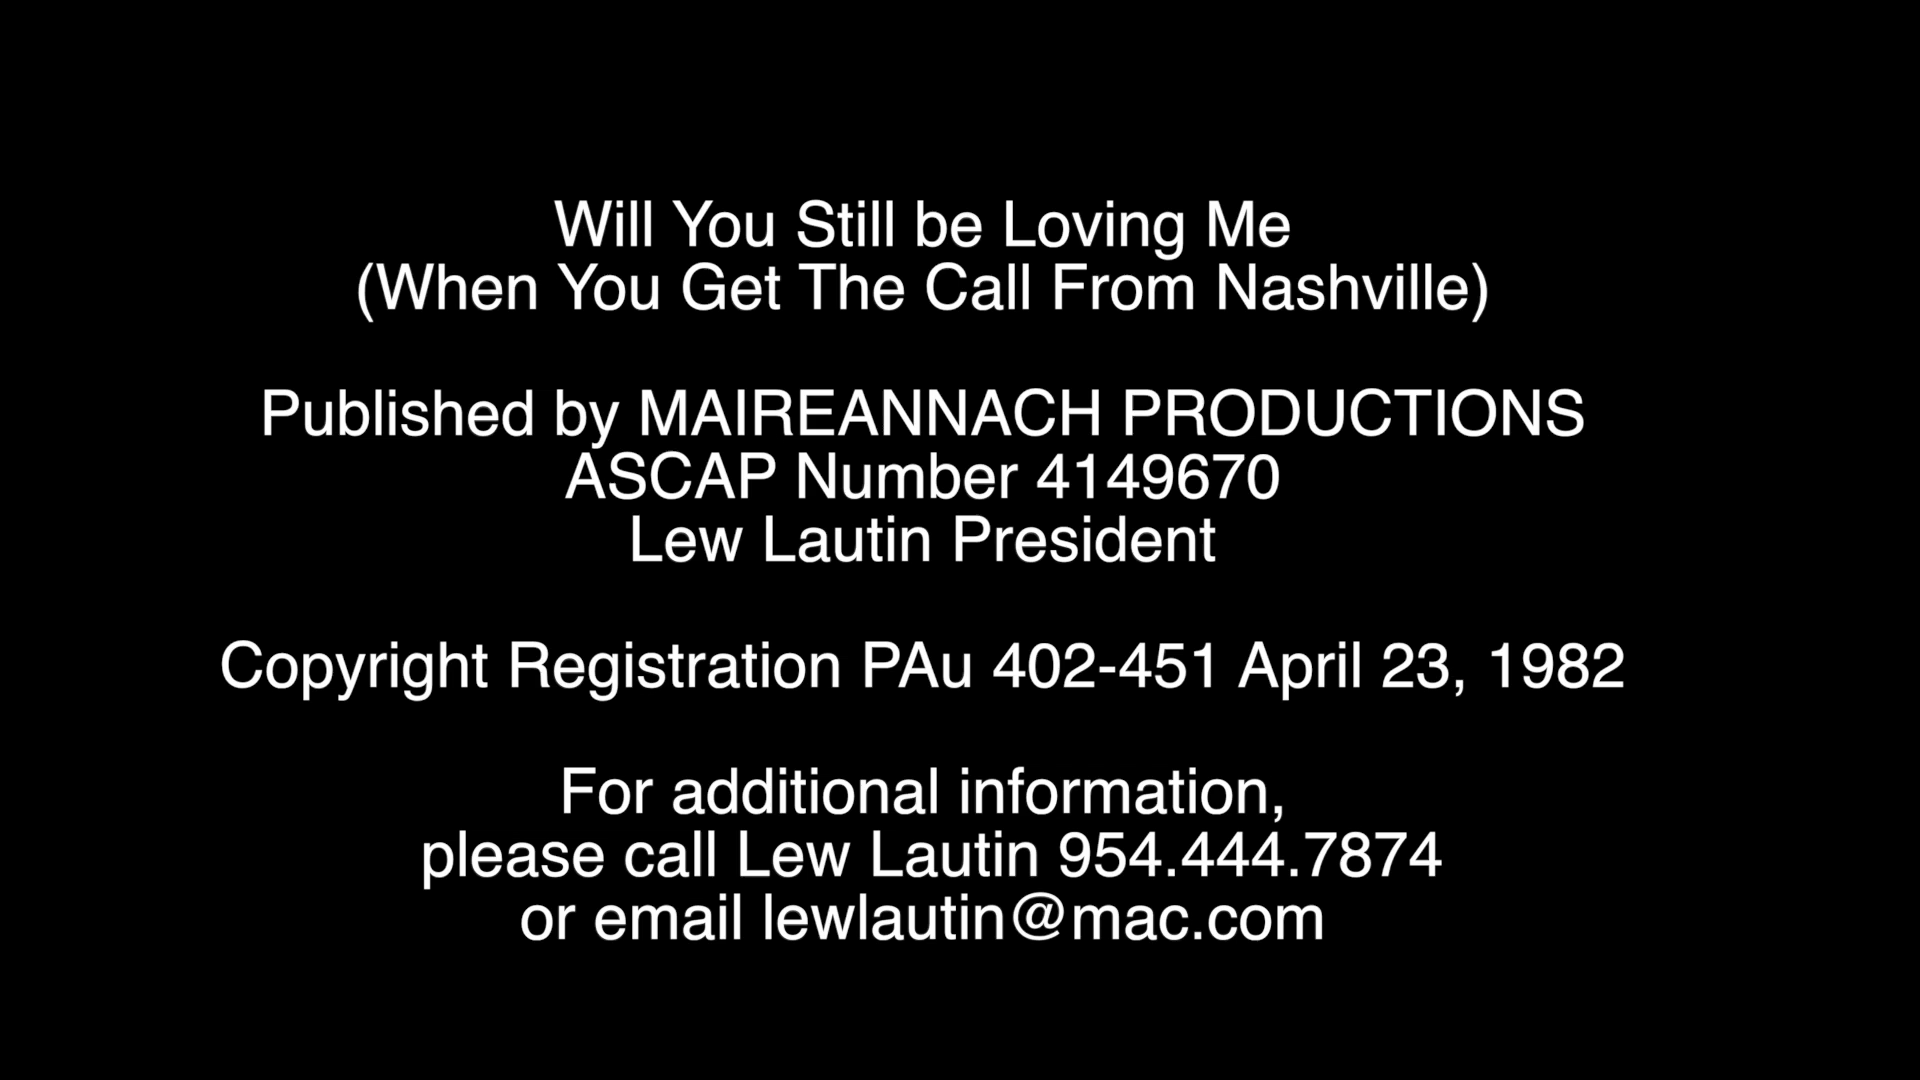 Will You Still be Loving Me
(When You Get The Call From Nashville)
Published by MAIREANNACH PRODUCTIONS
ASCAP Number 4149670
Lew Lautin President
Copyright Registration PAu 402-451 April 23, 1982
For additional information,
please call Lew Lautin 954.444.7874
or email lewlautin@mac.com